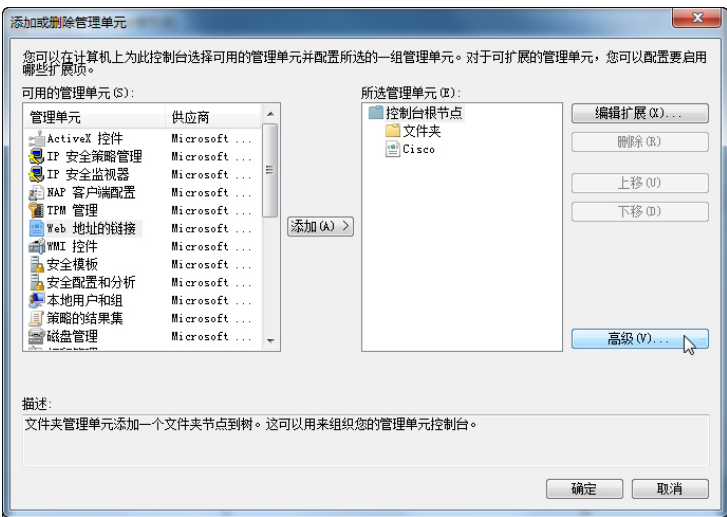 添加或删除管理单元
您可以在计算机上为此控制台选择可用的管理单元并配置所选的一组管理单元。对于可扩展的管理单元，您可以配置要启用
哪些扩展项。
可用的管理单元(S):
所选管理单元(E):
管理单元 供应商
ActiveX 控件 Microsoft ...
IP 安全策略管理 Microsoft ...
IP 安全监视器 Microsoft ...
NAP 客户端配置 Microsoft ...
TPM 管理 Microsoft ...
Web 地址的链接 Microsoft ...
WMI 控件 Microsoft ...
安全模板 Microsoft ...
安全配置和分析 Microsoft ...
本地用户和组 Microsoft ...
策略的结果集 Microsoft ...
磁盘管理 Microsoft ...
添加(A) >
控制台根节点
文件夹
Cisco
编辑扩展(X)...
删除(R)
上移(U)
下移(D)
高级(V)...
描述:
文件夹管理单元添加一个文件夹节点到树。这可以用来组织您的管理单元控制台。
确定
取消